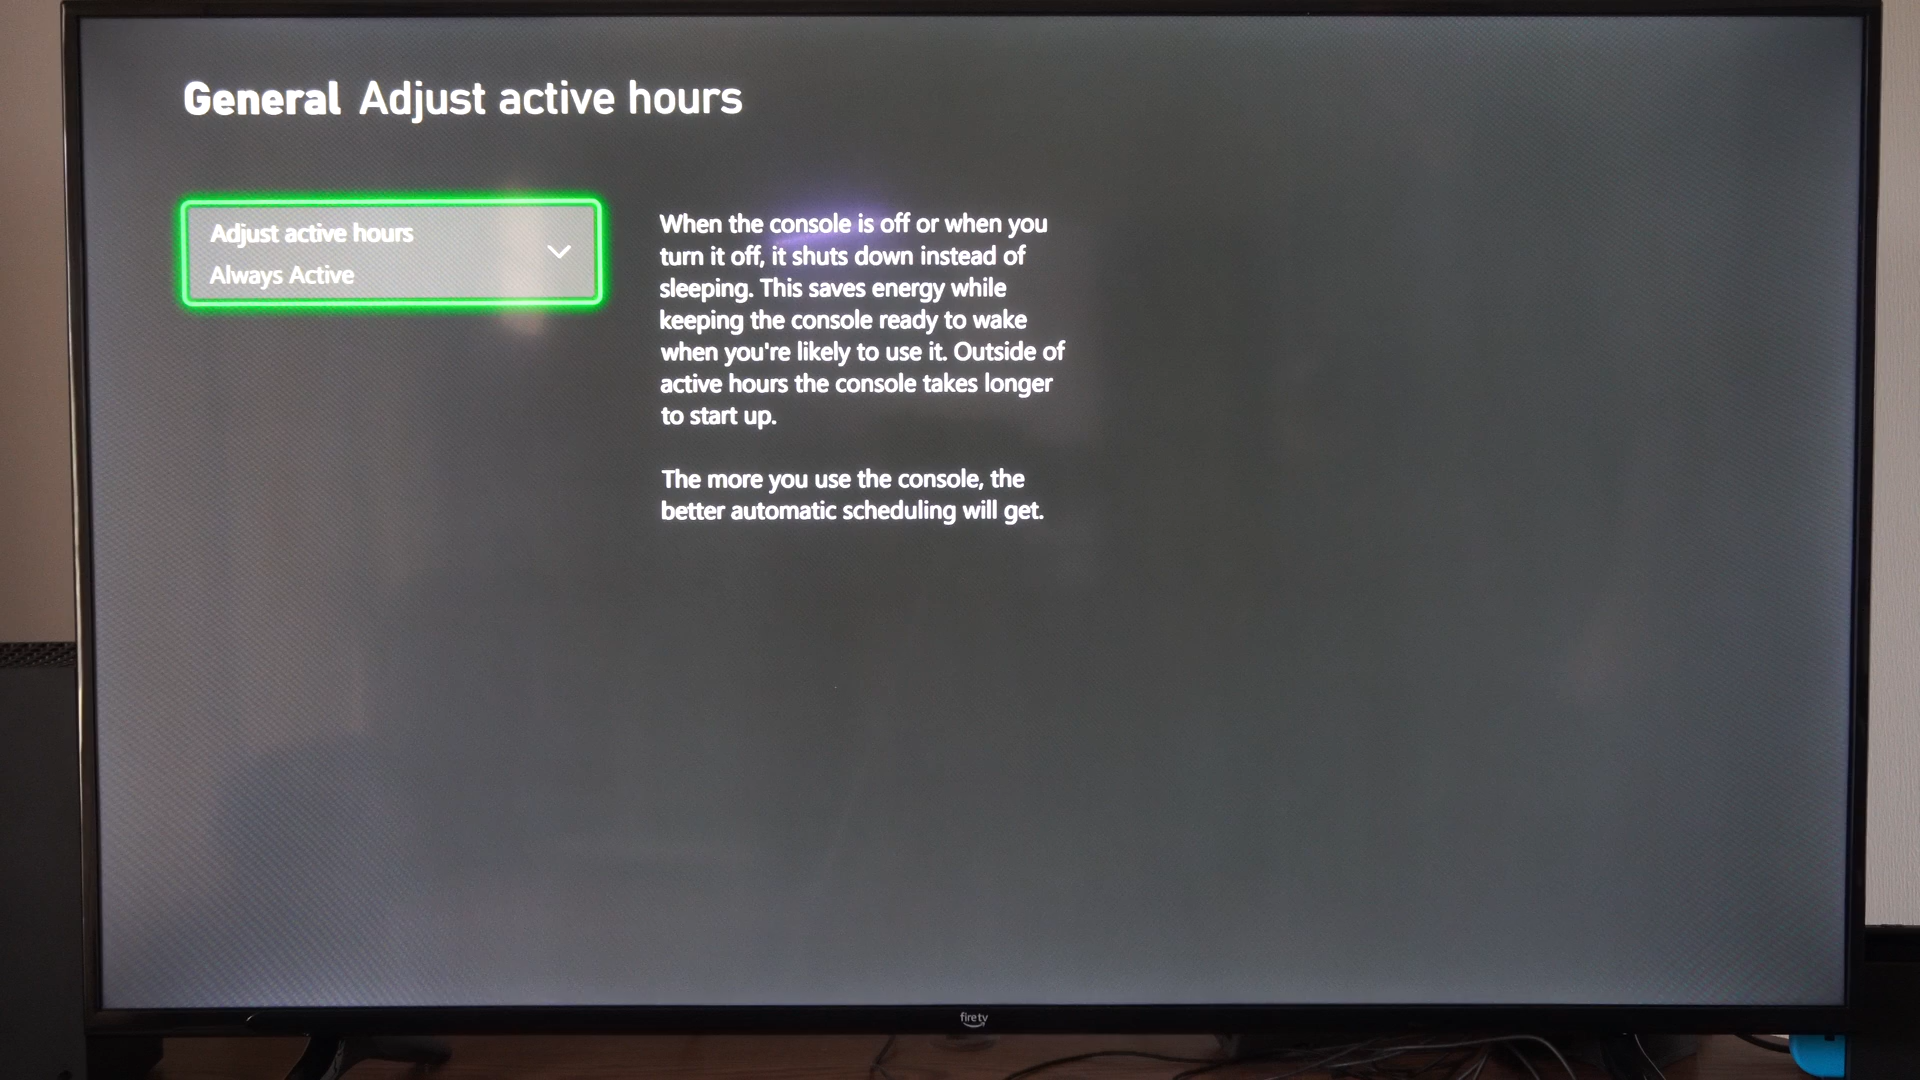 General Adjust active hours
Adjust active hours
Always Active
When the console is off or when you
turn it off, it shuts down instead of
sleeping. This saves energy while
keeping the console ready to wake
when you're likely to use it. Outside of
active hours the console takes longer
to start up.
The more you use the console, the
better automatic scheduling will get.
firetv